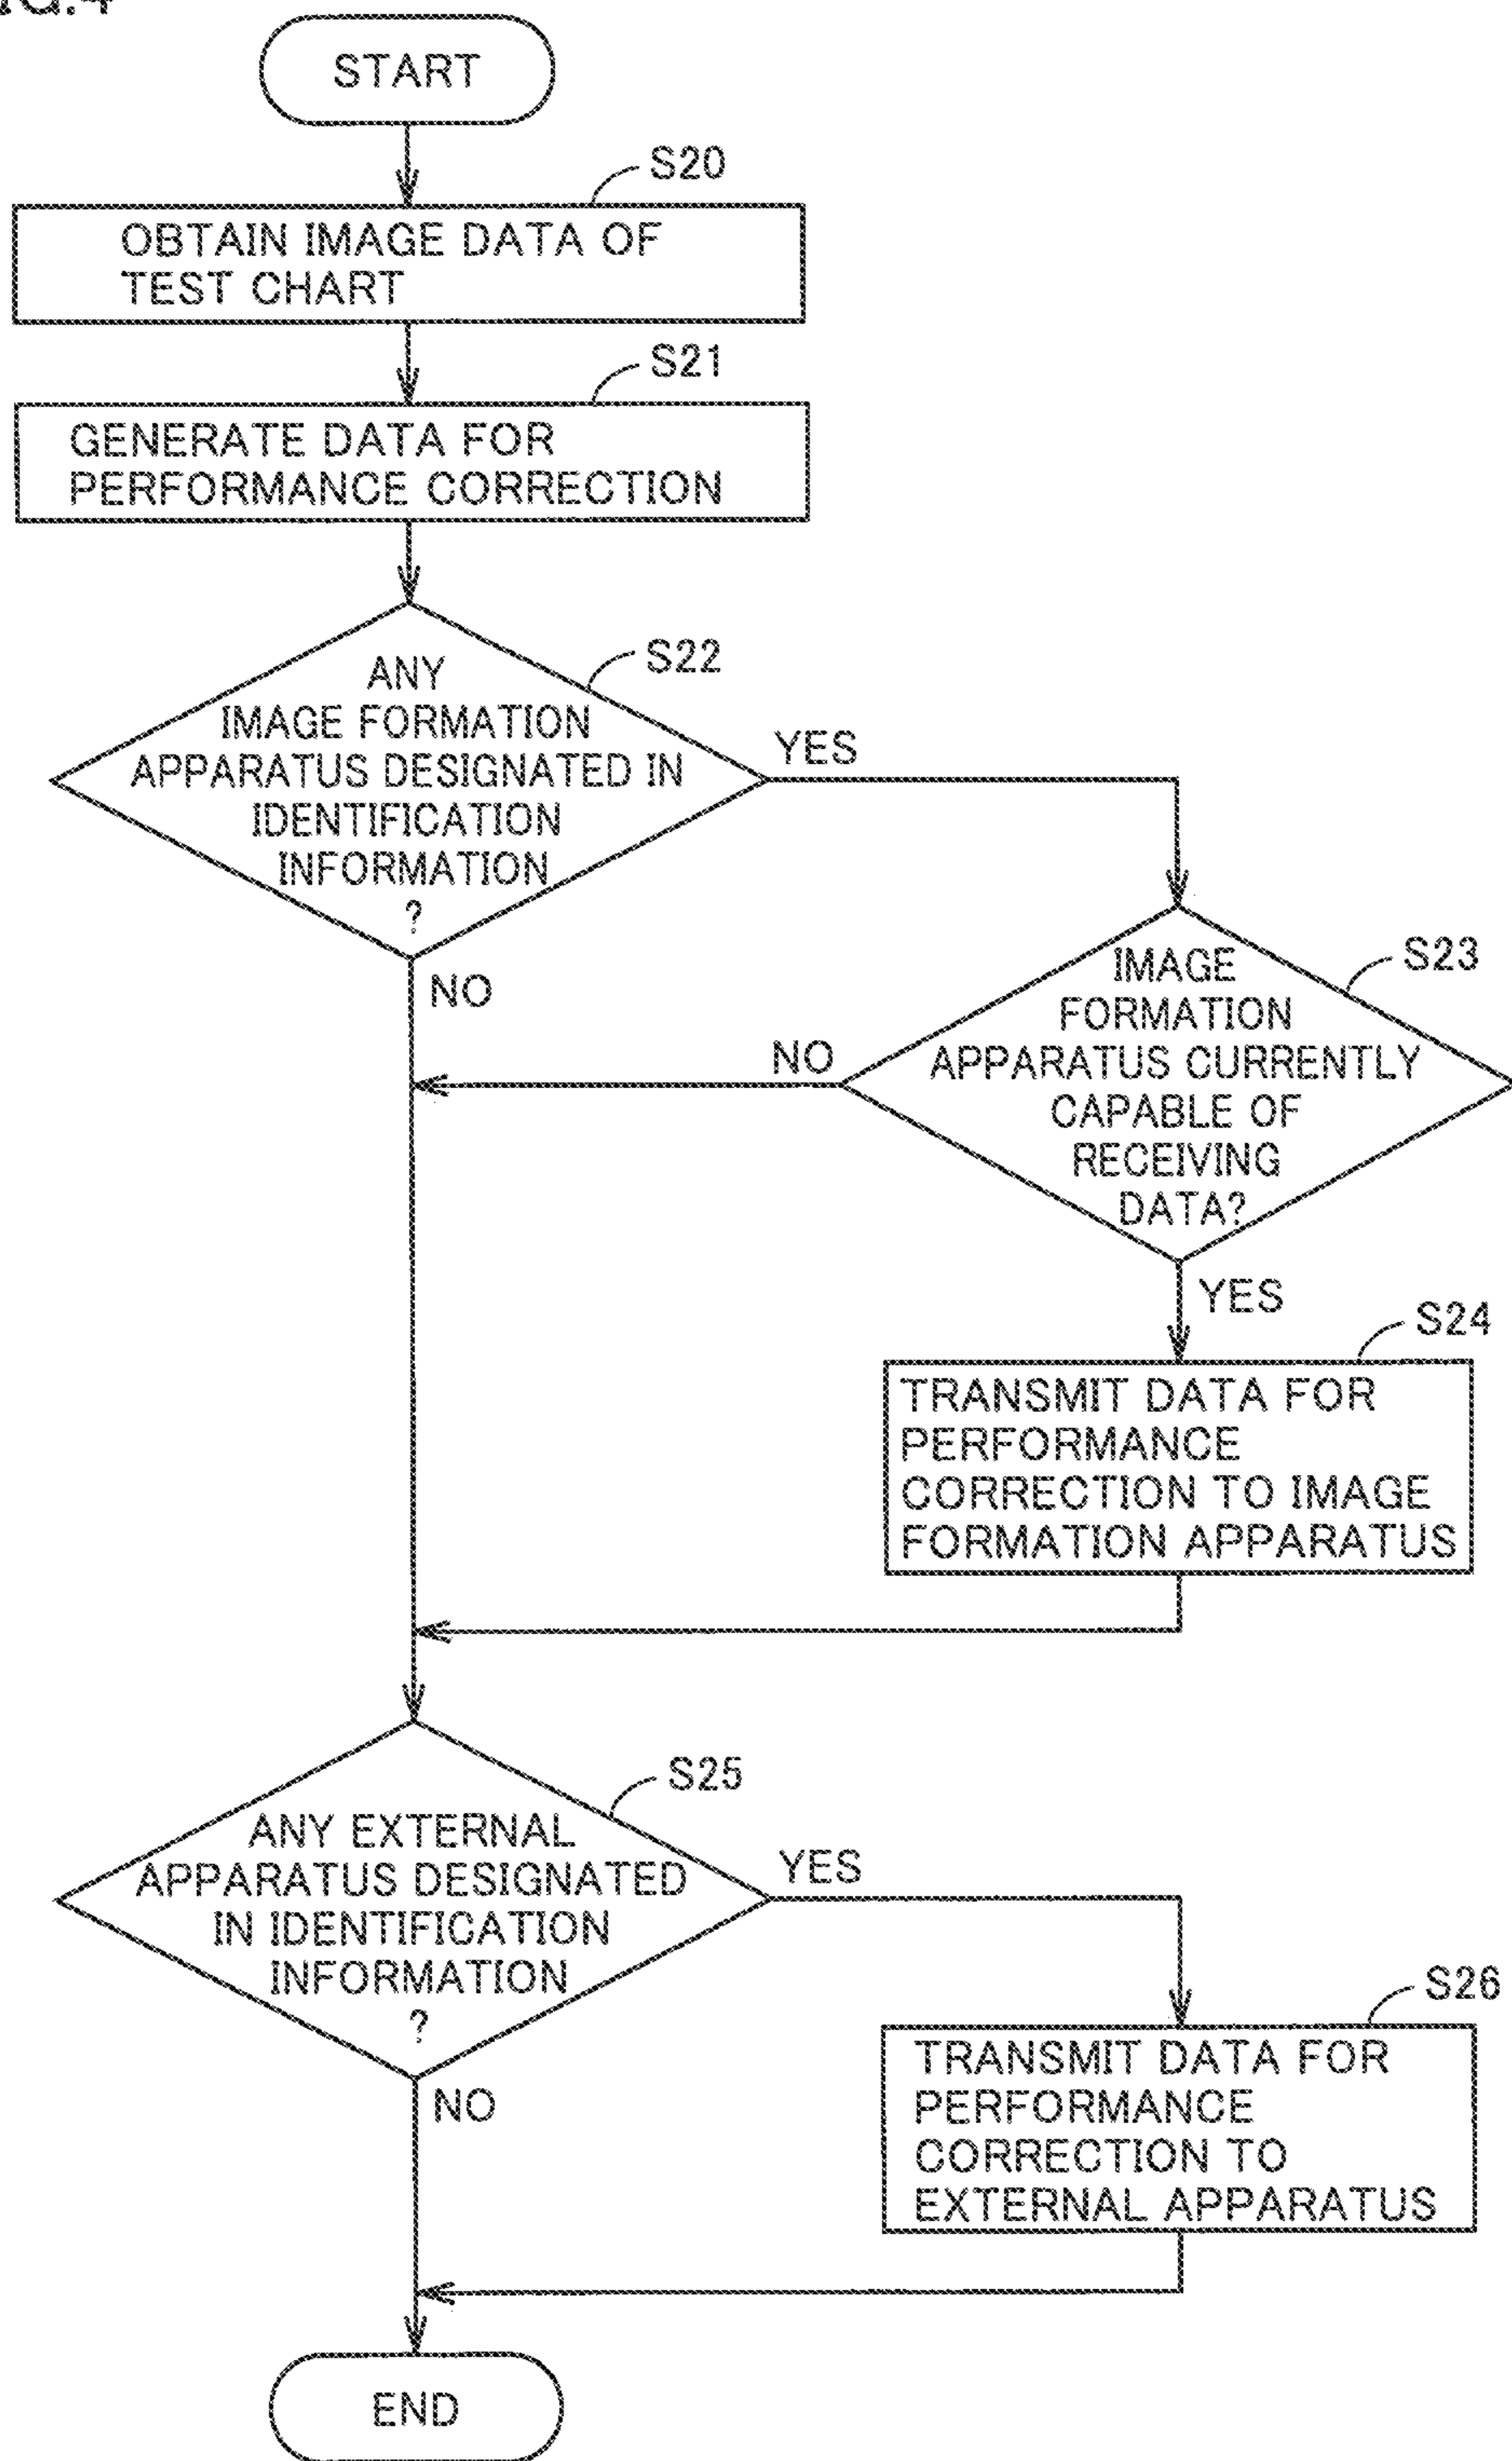 FIG.4
START
S20
OBTAIN IMAGE DATA OF
TEST CHART
S21
GENERATE DATA FOR
PERFORMANCE CORRECTION
S22
ANY
IMAGE FORMATION
APPARATUS DESIGNATED IN
IDENTIFICATION
INFORMATION
?
YES
NO
S23
IMAGE
FORMATION
APPARATUS CURRENTLY
CAPABLE OF
RECEIVING
DATA?
NO
YES
S24
TRANSMIT DATA FOR
PERFORMANCE
CORRECTION TO IMAGE
FORMATION APPARATUS
S25
ANY EXTERNAL
APPARATUS DESIGNATED
IN IDENTIFICATION
INFORMATION
?
YES
NO
S26
TRANSMIT DATA FOR
PERFORMANCE
CORRECTION TO
EXTERNAL APPARATUS
END